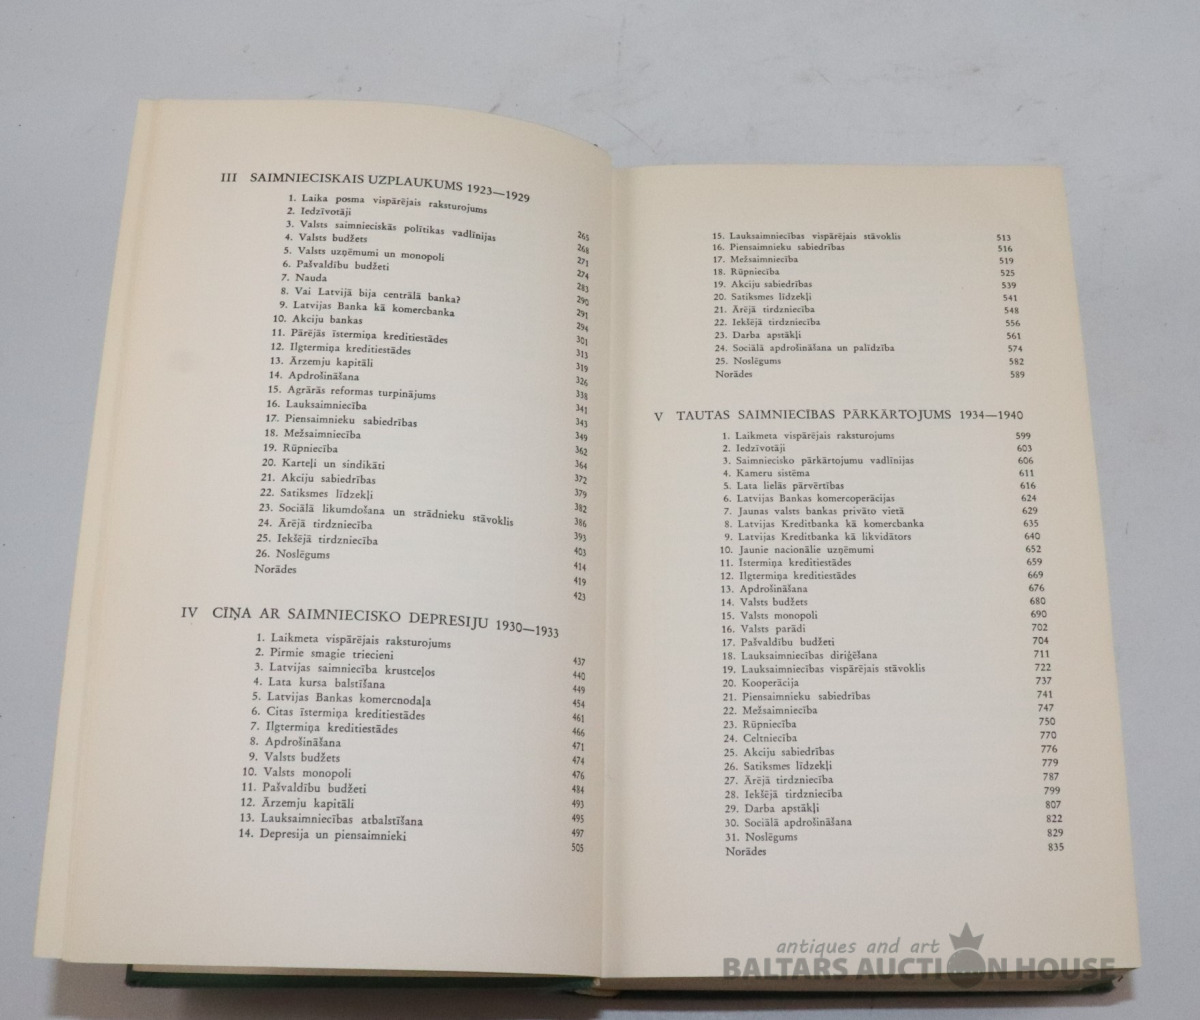 III SAIMNIECISKAIS UZPLAUKUMS 1923—1929
1. Laika posma vispārējais raksturojums 265
2. Iedzīvotāji 268
3. Valsts saimnieciskās polītikas vadlīnijas 271
4. Valsts budžets 274
5. Valsts uzņēmumi un monopoli 283
6. Pašvaldību budžeti 290
7. Nauda 291
8. Vai Latvijā bija centrālā banka? 294
9. Latvijas Banka kā komercbanka 301
10. Akciju bankas 313
11. Pārējās īstermiņa kreditiestādes 319
12. Ilgtermiņa kreditiestādes 326
13. Ārzemju kapitāli 338
14. Apdrošināšana 341
15. Agrārās reformas turpinājums 343
16. Lauksaimniecība 349
17. Piensaimnieku sabiedrības 362
18. Mežsaimniecība 364
19. Rūpniecība 372
20. Karteļi un sindikāti 379
21. Akciju sabiedrības 382
22. Satiksmes līdzekļi 386
23. Sociālā likumdošana un strādnieku stāvoklis 393
24. Ārējā tirdzniecība 403
25. Iekšējā tirdzniecība 414
26. Noslēgums 419
Norādes 423
IV CĪŅA AR SAIMNIECISKO DEPRESIJU 1930—1933
1. Laikmeta vispārējais raksturojums 437
2. Pirmie smagie triecieni 440
3. Latvijas saimniecība krustceļos 449
4. Lata kursa balstīšana 454
5. Latvijas Bankas komercnodaļa 461
6. Citas īstermiņa kreditiestādes 466
7. Ilgtermiņa kreditiestādes 471
8. Apdrošināšana 474
9. Valsts budžets 476
10. Valsts monopoli 484
11. Pašvaldību budžeti 493
12. Ārzemju kapitāli 495
13. Lauksaimniecības atbalstīšana 497
14. Depresija un piensaimnieki 505
15. Lauksaimniecības vispārējais stāvoklis 513
16. Piensaimnieku sabiedrības 516
17. Mežsaimniecība 519
18. Rūpniecība 525
19. Akciju sabiedrības 539
20. Satiksmes līdzekļi 541
21. Ārējā tirdzniecība 548
22. Iekšējā tirdzniecība 556
23. Darba apstākļi 561
24. Sociālā apdrošināšana un palīdzība 574
25. Noslēgums 582
Norādes 589
V TAUTAS SAIMNIECĪBAS PĀRKĀRTOJUMS 1934—1940
1. Laikmeta vispārējais raksturojums 599
2. Iedzīvotāji 603
3. Saimniecisko pārkārtojumu vadlīnijas 606
4. Kameru sistēma 611
5. Lata lielās pārvērtības 616
6. Latvijas Bankas komercoperācijas 624
7. Jaunas valsts bankas privāto vietā 629
8. Latvijas Kreditbanka kā komercbanka 635
9. Latvijas Kreditbanka kā likvidātors 640
10. Jaunie nacionālie uzņēmumi 652
11. Īstermiņa kreditiestādes 659
12. Ilgtermiņa kreditiestādes 669
13. Apdrošināšana 676
14. Valsts budžets 680
15. Valsts monopoli 690
16. Valsts parādi 702
17. Pašvaldību budžeti 704
18. Lauksaimniecības diriģēšana 711
19. Lauksaimniecības vispārējais stāvoklis 722
20. Kooperācija 737
21. Piensaimnieku sabiedrības 741
22. Mežsaimniecība 747
23. Rūpniecība 750
24. Celtniecība 770
25. Akciju sabiedrības 776
26. Satiksmes līdzekļi 779
27. Ārējā tirdzniecība 787
28. Iekšējā tirdzniecība 799
29. Darba apstākļi 807
30. Sociālā apdrošināšana 822
31. Noslēgums 829
Norādes 835
antiques and art
BALTARS AUCTION HOUSE